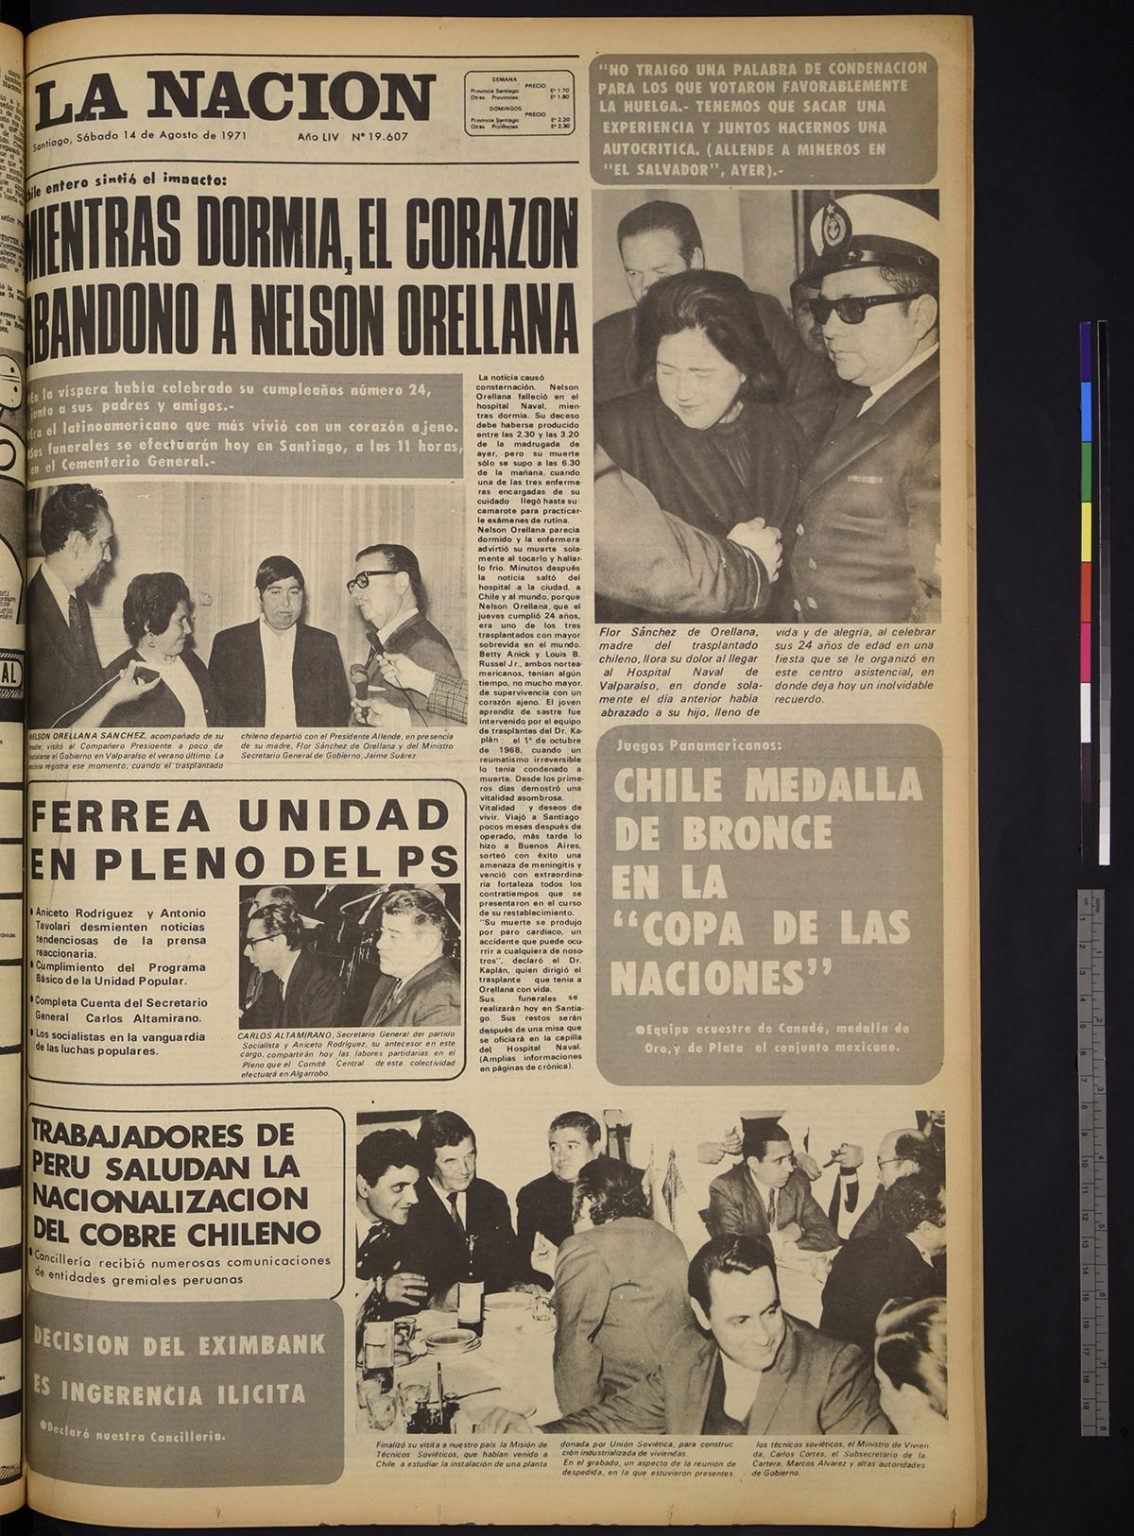 LA NACION
Santiago, Sábado 14 de Agosto de 1971 Año LIV Nº 19.607
SEMANA
PRECIO
Provincia Santiago: Eº 1.70
Otras Provincias: Eº 1.80
DOMINGOS
PRECIO
Provincia Santiago Eº 2.20
Otras Provincias Eº 2.30
"NO TRAIGO UNA PALABRA DE CONDENACION
PARA LOS QUE VOTARON FAVORABLEMENTE
LA HUELGA.- TENEMOS QUE SACAR UNA
EXPERIENCIA Y JUNTOS HACERNOS UNA
AUTOCRITICA. (ALLENDE A MINEROS EN
"EL SALVADOR", AYER).-
hile entero sintió el impacto:
MIENTRAS DORMIA, EL CORAZON
ABANDONO A NELSON ORELLANA
En la víspera había celebrado su cumpleaños número 24,
junto a sus padres y amigos.-
Era el latinoamericano que más vivió con un corazón ajeno.
Sus funerales se efectuarán hoy en Santiago, a las 11 horas,
en el Cementerio General.-
NELSON ORELLANA SANCHEZ, acompañado de su
madre, visitó al Compañero Presidente a poco de
instalarse el Gobierno en Valparaíso el verano último. La
escena registra ese momento, cuando el trasplantado
chileno departió con el Presidente Allende, en presencia
de su madre, Flor Sánchez de Orellana y del Ministro
Secretario General de Gobierno, Jaime Suárez.
La noticia causó
consternación. Nelson
Orellana falleció en el
hospital Naval, mien-
tras dormía. Su deceso
debe haberse producido
entre las 2.30 y las 3.20
de la madrugada de
ayer, pero su muerte
sólo se supo a las 6.30
de la mañana, cuando
una de las tres enferme-
ras encargadas de su
cuidado llegó hasta su
camarote para practicar-
le exámenes de rutina.
Nelson Orellana parecía
dormido y la enfermera
advirtió su muerte sola-
mente al tocarlo y hallar-
lo frío. Minutos después
la noticia saltó del
hospital a la ciudad, a
Chile y al mundo, porque
Nelson Orellana, que el
jueves cumplió 24 años,
era uno de los tres
trasplantados con mayor
sobrevida en el mundo.
Betty Anick y Louis B.
Russel Jr., ambos nortea-
mericanos, tenían algún
tiempo, no mucho mayor,
de supervivencia con un
corazón ajeno. El joven
aprendiz de sastre fue
intervenido por el equipo
de trasplantes del Dr. Ka-
plán el 1º de octubre
de 1968, cuando un
reumatismo irreversible
lo tenía condenado a
muerte. Desde los prime-
ros días demostró una
vitalidad asombrosa.
Vitalidad y deseos de
vivir. Viajó a Santiago
pocos meses después de
operado, más tarde lo
hizo a Buenos Aires,
sorteó con éxito una
amenaza de meningitis y
venció con extraordina-
ria fortaleza todos los
contratiempos que se
presentaron en el curso
de su restablecimiento.
"Su muerte se produjo
por paro cardiaco, un
accidente que puede ocu-
rrir a cualquiera de noso-
tros", declaró el Dr.
Kaplán, quien dirigió el
trasplante que tenía a
Orellana con vida.
Sus funerales se
realizarán hoy en Santia-
go. Sus restos serán
después de una misa que
se oficiará en la capilla
del Hospital Naval.
(Amplias informaciones
en páginas de crónica).
Flor Sánchez de Orellana,
madre del trasplantado
chileno, llora su dolor al llegar
al Hospital Naval de
Valparaíso, en donde sola-
mente el día anterior había
abrazado a su hijo, lleno de
vida y de alegría, al celebrar
sus 24 años de edad en una
fiesta que se le organizó en
este centro asistencial, en
donde deja hoy un inolvidable
recuerdo.
Juegos Panamericanos:
CHILE MEDALLA
DE BRONCE
EN LA
"COPA DE LAS
NACIONES"
●Equipo ecuestre de Canadá, medalla de
Oro,y de Plata el conjunto mexicano.
FERREA UNIDAD
EN PLENO DEL PS
● Aniceto Rodríguez y Antonio
Tavolari desmienten noticias
tendenciosas de la prensa
reaccionaria.
● Cumplimiento del Programa
Básico de la Unidad Popular.
● Completa Cuenta del Secretario
General Carlos Altamirano.
● Los socialistas en la vanguardia
de las luchas populares.
CARLOS ALTAMIRANO, Secretario General del partido
Socialista y Aniceto Rodríguez, su antecesor en este
cargo, compartirán hoy las labores partidarias en el
Pleno que el Comité Central de esta colectividad
efectuará en Algarrobo.
TRABAJADORES DE
PERU SALUDAN LA
NACIONALIZACION
DEL COBRE CHILENO
● Cancillería recibió numerosas comunicaciones
de entidades gremiales peruanas
DECISION DEL EXIMBANK
ES INGERENCIA ILICITA
●Declaró nuestra Cancillería.
Finalizó su visita a nuestro país la Misión de
Técnicos Soviéticos, que habían venido a
Chile a estudiar la instalación de una planta
donada por Unión Soviética, para construc
ción industrializada de viviendas.
En el grabado, un aspecto de la reunión de
despedida, en la que estuvieron presentes
los técnicos soviéticos, el Ministro de Vivien
da, Carlos Cortes, el Subsecretario de la
Cartera, Marcos Alvarez y altas autoridades
de Gobierno.